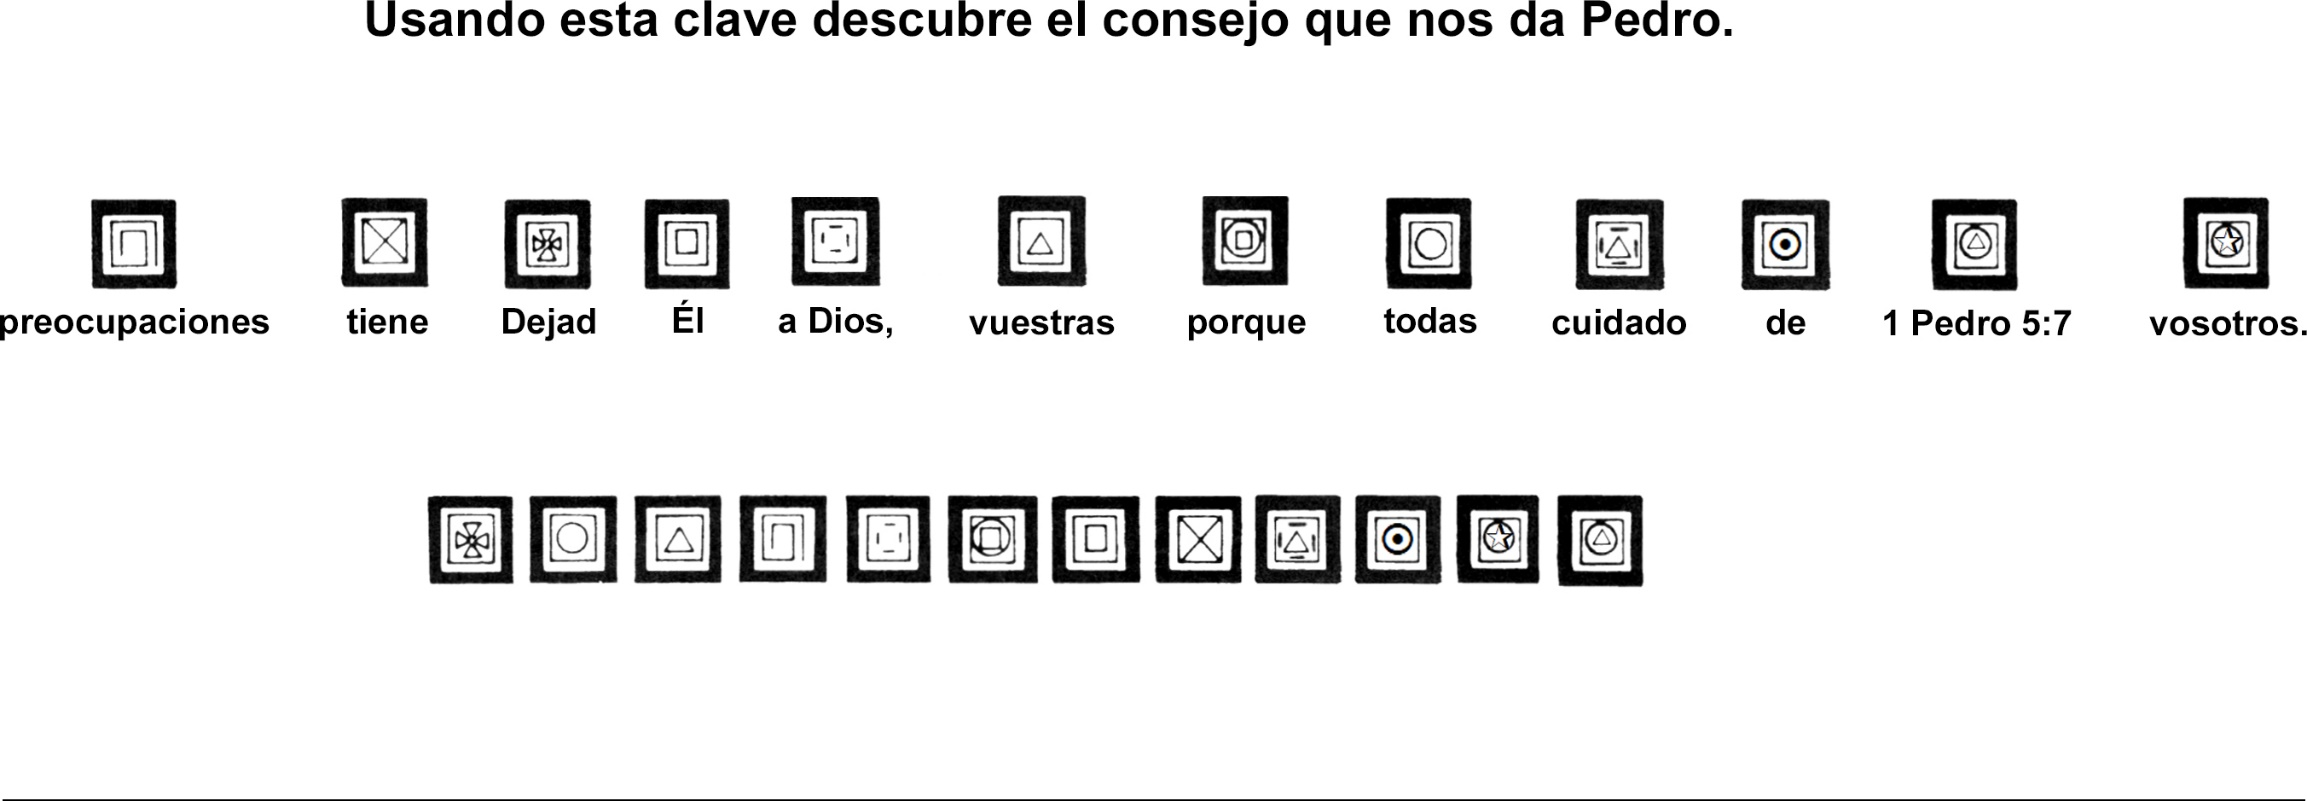 Usando esta clave descubre el consejo que nos da Pedro.
preocupaciones tiene Dejad Él a Dios, vuestras porque todas cuidado de 1 Pedro 5:7 vosotros.